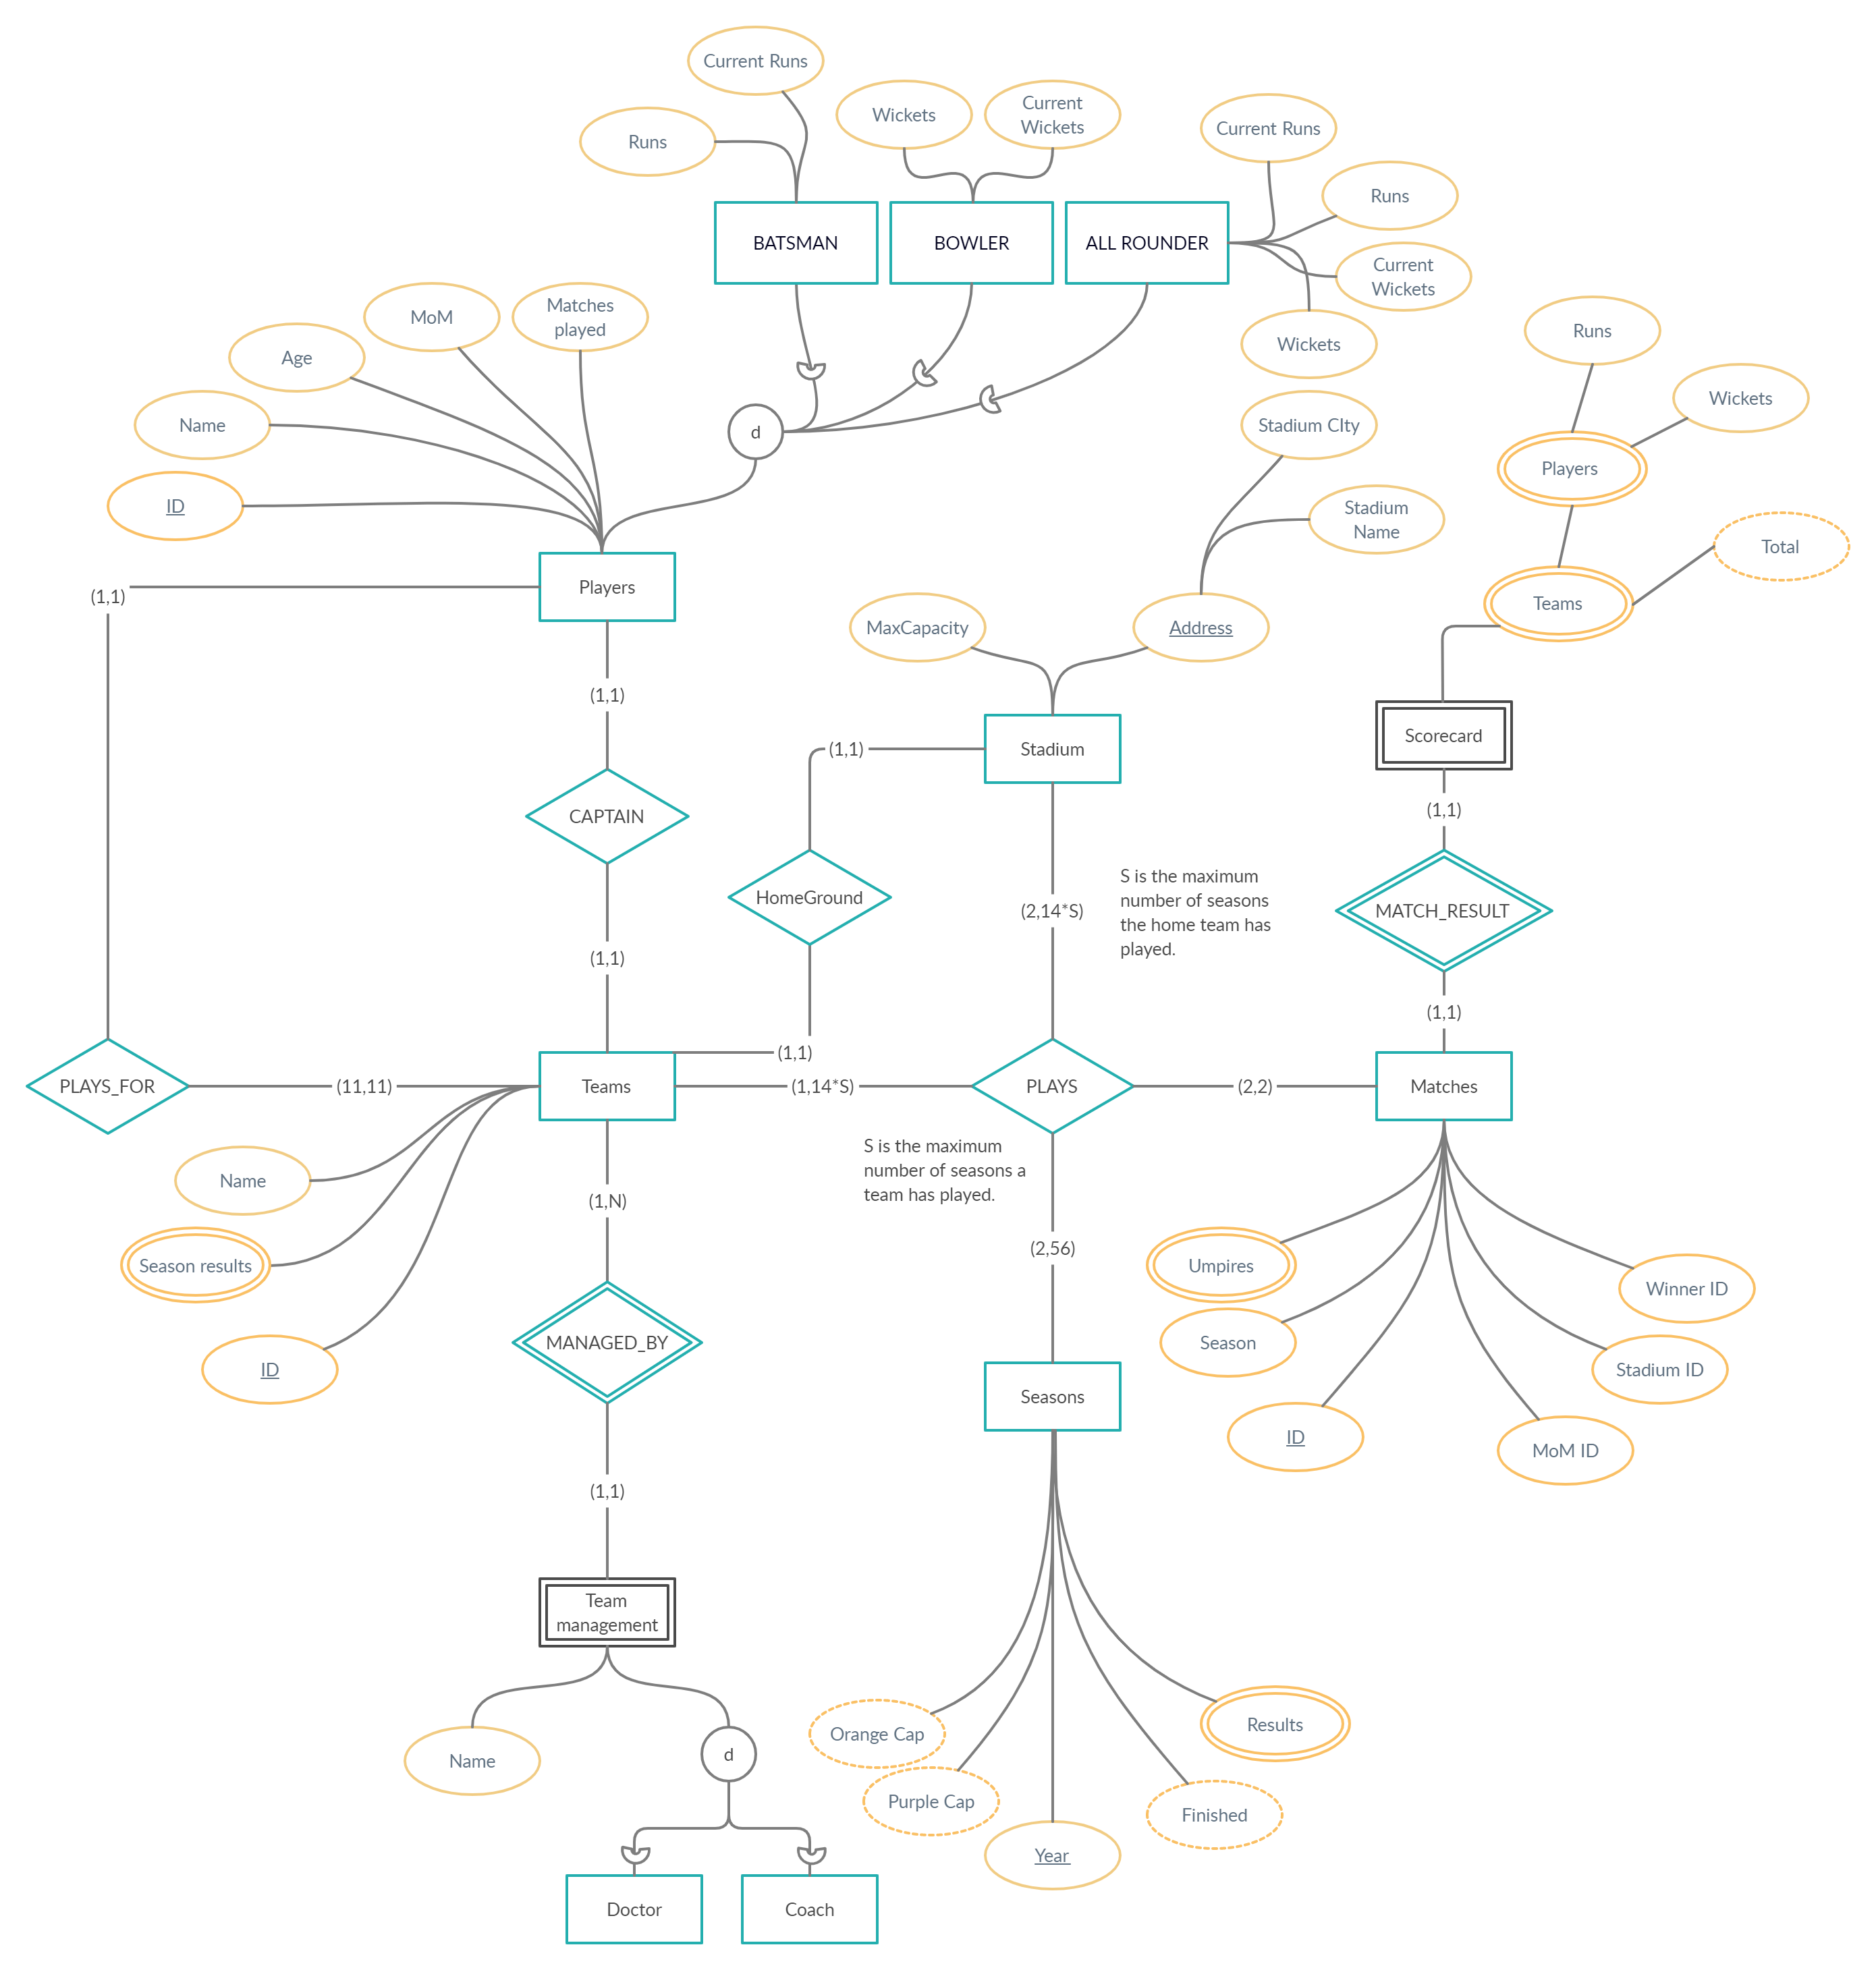 Current Runs
Wickets
Current
Wickets
Current Runs
Runs
Runs
BATSMAN
BOWLER
ALL ROUNDER
Current
Wickets
Wickets
MoM
Matches
played
Age
Name
ID
d
Stadium CIty
Stadium
Name
Runs
Wickets
Players
Total
Teams
Players
(1,1)
MaxCapacity
Address
(1,1)
Stadium
(1,1)
Scorecard
CAPTAIN
(1,1)
HomeGround
(2,14*S)
S is the maximum
number of seasons
the home team has
played.
MATCH_RESULT
(1,1)
(1,1)
(1,1)
PLAYS_FOR
(11,11)
Teams
(1,14*S)
PLAYS
(2,2)
Matches
S is the maximum
number of seasons a
team has played.
Name
(1,N)
Season results
(2,56)
Umpires
Winner ID
MANAGED_BY
Season
Stadium ID
ID
Seasons
ID
MoM ID
(1,1)
Team
management
Orange Cap
Results
Name
d
Purple Cap
Finished
Year
Doctor
Coach